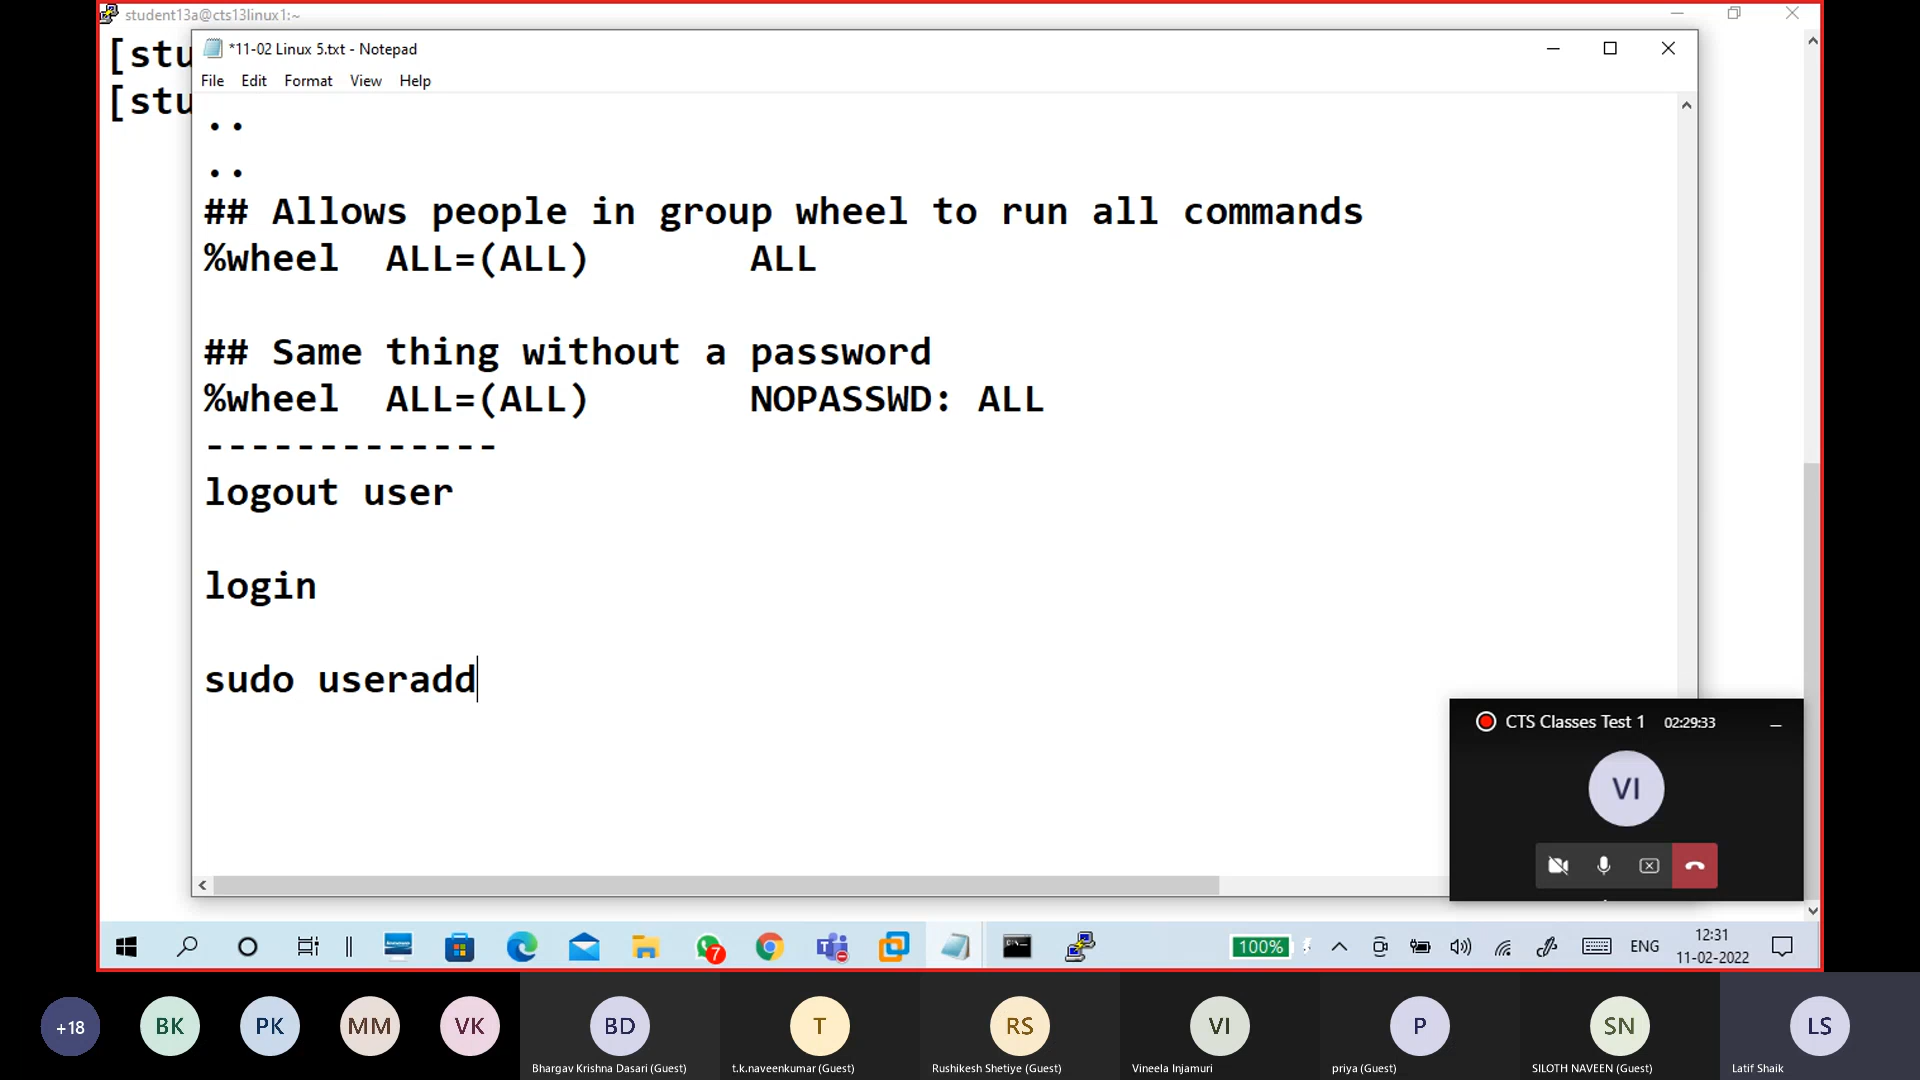 student13a@cts13linux1:~
[stu
[stu
*11-02 Linux 5.txt - Notepad
File Edit Format View Help
..
..
## Allows people in group wheel to run all commands
%wheel ALL=(ALL) ALL
## Same thing without a password
%wheel ALL=(ALL) NOPASSWD: ALL
-------------
logout user
login
sudo useradd
CTS Classes Test 1 02:29:33
VI
7
100%
ENG
12:31
11-02-2022
+18
BK
PK
MM
VK
BD
T
RS
VI
P
SN
LS
Bhargav Krishna Dasari (Guest)
t.k.naveenkumar (Guest)
Rushikesh Shetiye (Guest)
Vineela Injamuri
priya (Guest)
SILOTH NAVEEN (Guest)
Latif Shaik